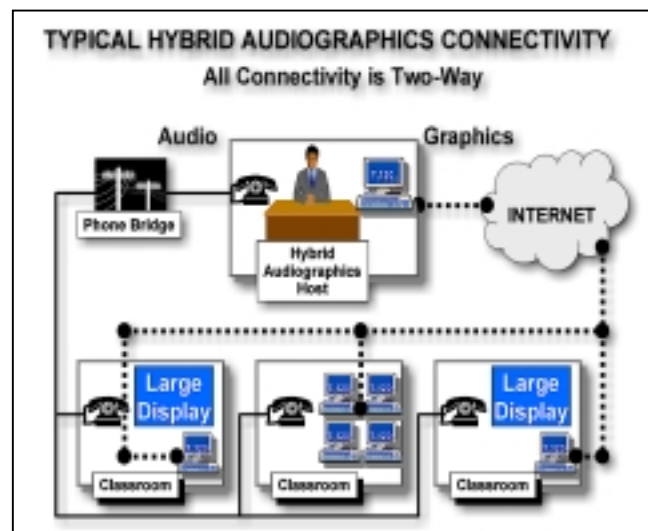 TYPICAL HYBRID AUDIOGRAPHICS CONNECTIVITY
All Connectivity is Two-Way
Audio
Graphics
Phone Bridge
INTERNET
Hybrid
Audiographics
Host
Large
Display
Large
Display
Classroom
Classroom
Classroom